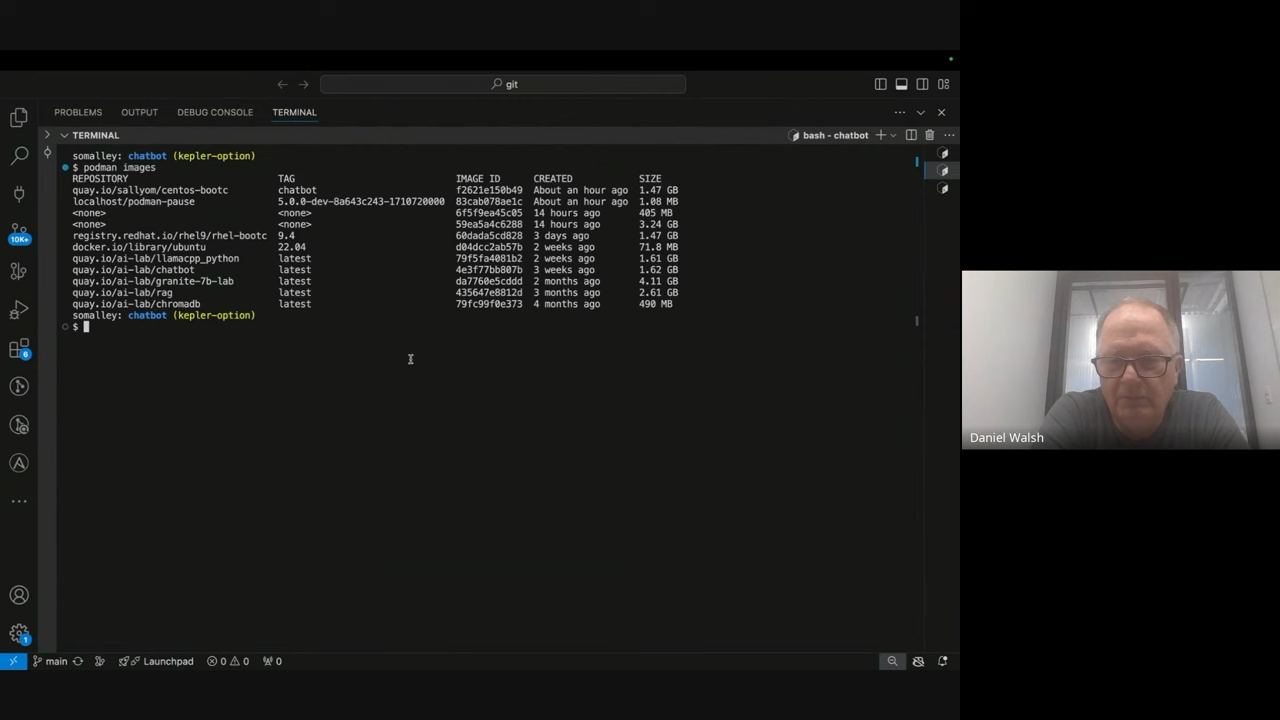 git
PROBLEMS OUTPUT DEBUG CONSOLE TERMINAL
TERMINAL bash - chatbot
somalley: chatbot (kepler-option)
$ podman images
REPOSITORY TAG IMAGE ID CREATED SIZE
quay.io/sallyom/centos-bootc chatbot f2621e150b49 About an hour ago 1.47 GB
localhost/podman-pause 5.0.0-dev-8a643c243-1710720000 83cab078ae1c About an hour ago 1.08 MB
<none> <none> 6f5f9ea45c05 14 hours ago 405 MB
<none> <none> 59ea5a4c6288 14 hours ago 3.24 GB
registry.redhat.io/rhel9/rhel-bootc 9.4 60dada5cd828 3 days ago 1.47 GB
docker.io/library/ubuntu 22.04 d04dcc2ab57b 2 weeks ago 71.8 MB
quay.io/ai-lab/llamacpp_python latest 79f5fa4081b2 2 weeks ago 1.61 GB
quay.io/ai-lab/chatbot latest 4e3f77bb807b 3 weeks ago 1.62 GB
quay.io/ai-lab/granite-7b-lab latest da7760e5cddd 2 months ago 4.11 GB
quay.io/ai-lab/rag latest 435647e8812d 3 months ago 2.61 GB
quay.io/ai-lab/chromadb latest 79fc99f0e373 4 months ago 490 MB
somalley: chatbot (kepler-option)
$
10K+
6
1
main Launchpad 0 0 0
Daniel Walsh